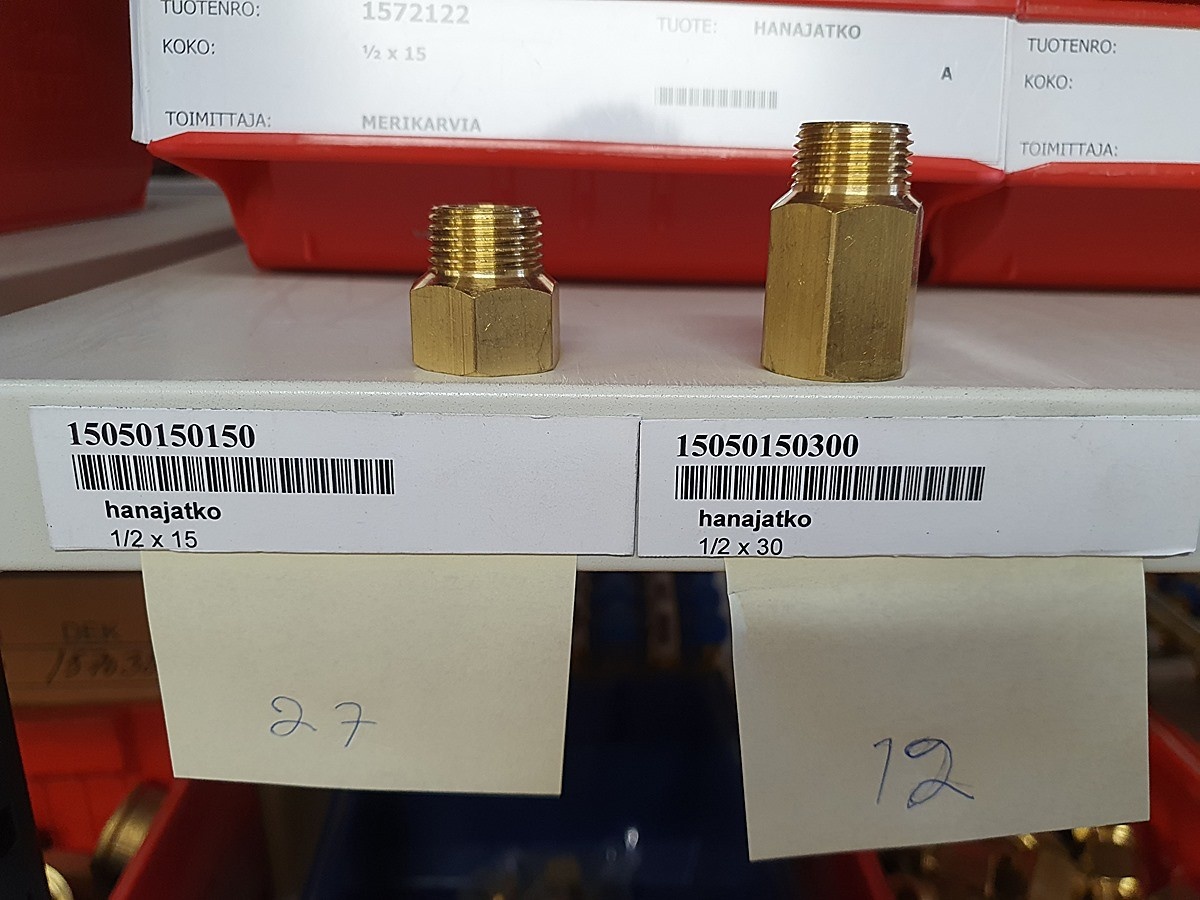 TUOTENRO: 1572122 TUOTE: HANAJATKO
KOKO: ½ x 15
A
TOIMITTAJA: MERIKARVIA
TUOTENRO:
KOKO:
TOIMITTAJA:
15050150150
hanajatko
1/2 x 15
15050150300
hanajatko
1/2 x 30
27
12